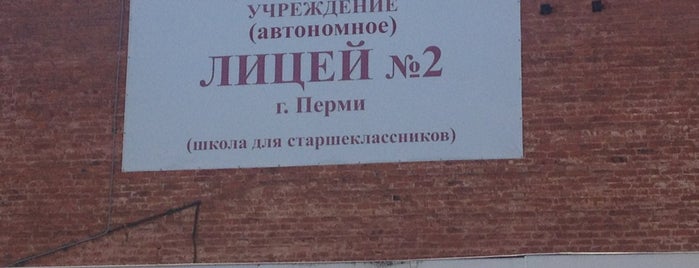 УЧРЕЖДЕНИЕ
(автономное)
ЛИЦЕЙ №2
г. Перми
(школа для старшеклассников)